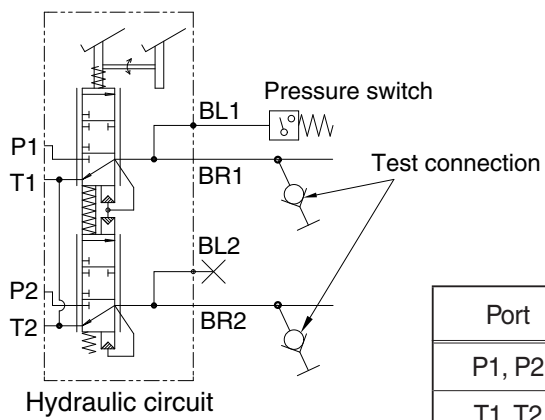 BL1
Pressure switch
P1
T1
BR1
Test connection
BL2
P2
T2
BR2
Hydraulic circuit
Port
P1, P2
T1, T2